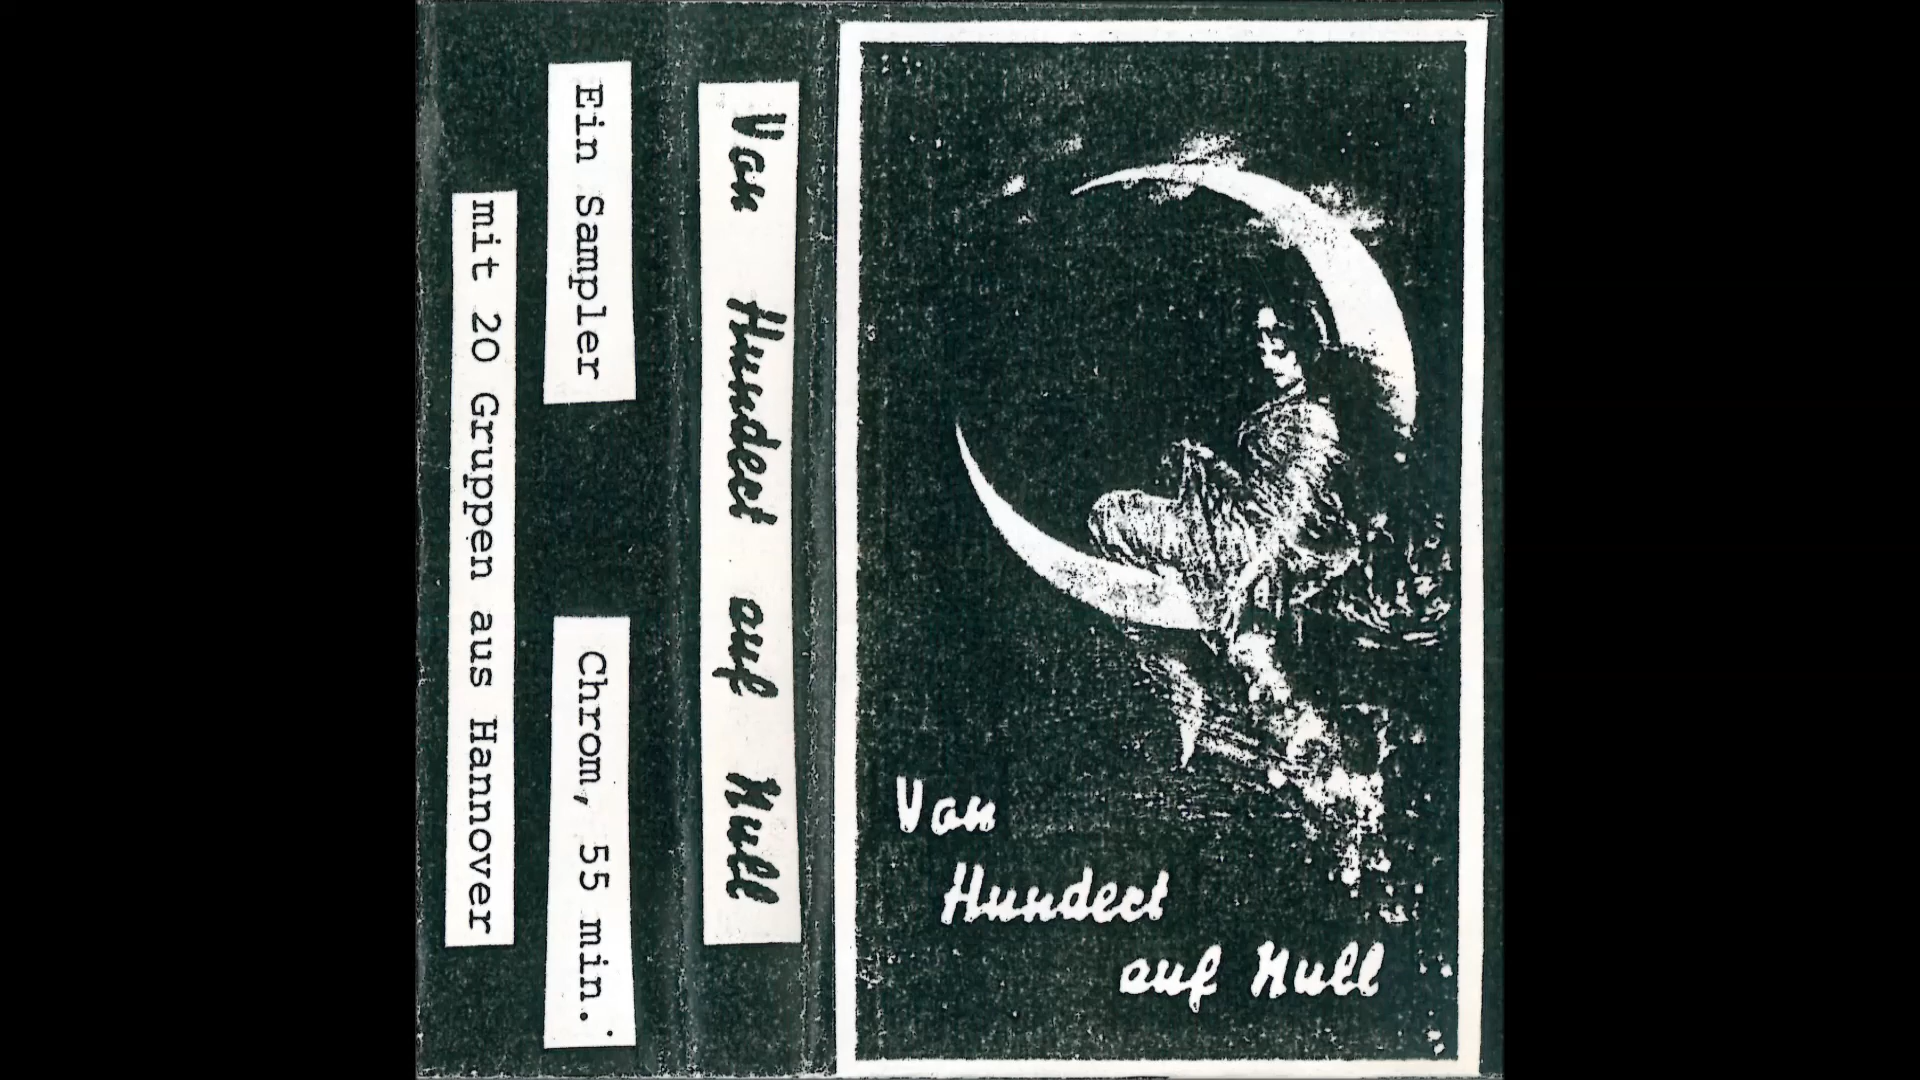 mit 20 Gruppen aus Hannover
Ein Sampler
Chrom, 55 min.
Von Hundert auf Null
Von
Hundert
auf Null